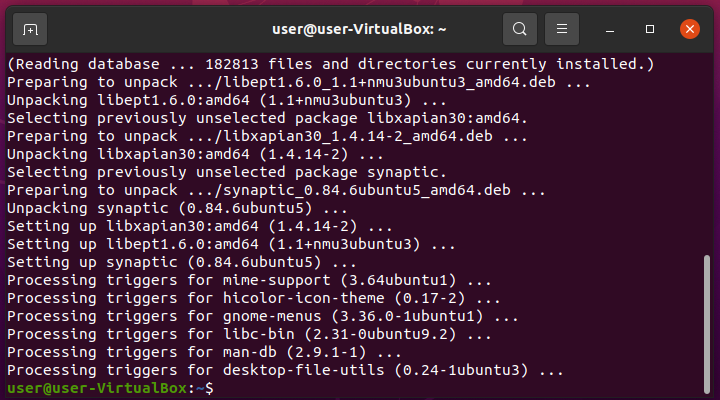 user@user-VirtualBox: ~
(Reading database ... 182813 files and directories currently installed.)
Preparing to unpack .../libept1.6.0_1.1+nmu3ubuntu3_amd64.deb ...
Unpacking libept1.6.0:amd64 (1.1+nmu3ubuntu3) ...
Selecting previously unselected package libxapian30:amd64.
Preparing to unpack .../libxapian30_1.4.14-2_amd64.deb ...
Unpacking libxapian30:amd64 (1.4.14-2) ...
Selecting previously unselected package synaptic.
Preparing to unpack .../synaptic_0.84.6ubuntu5_amd64.deb ...
Unpacking synaptic (0.84.6ubuntu5) ...
Setting up libxapian30:amd64 (1.4.14-2) ...
Setting up libept1.6.0:amd64 (1.1+nmu3ubuntu3) ...
Setting up synaptic (0.84.6ubuntu5) ...
Processing triggers for mime-support (3.64ubuntu1) ...
Processing triggers for hicolor-icon-theme (0.17-2) ...
Processing triggers for gnome-menus (3.36.0-1ubuntu1) ...
Processing triggers for libc-bin (2.31-0ubuntu9.2) ...
Processing triggers for man-db (2.9.1-1) ...
Processing triggers for desktop-file-utils (0.24-1ubuntu3) ...
user@user-VirtualBox:~$